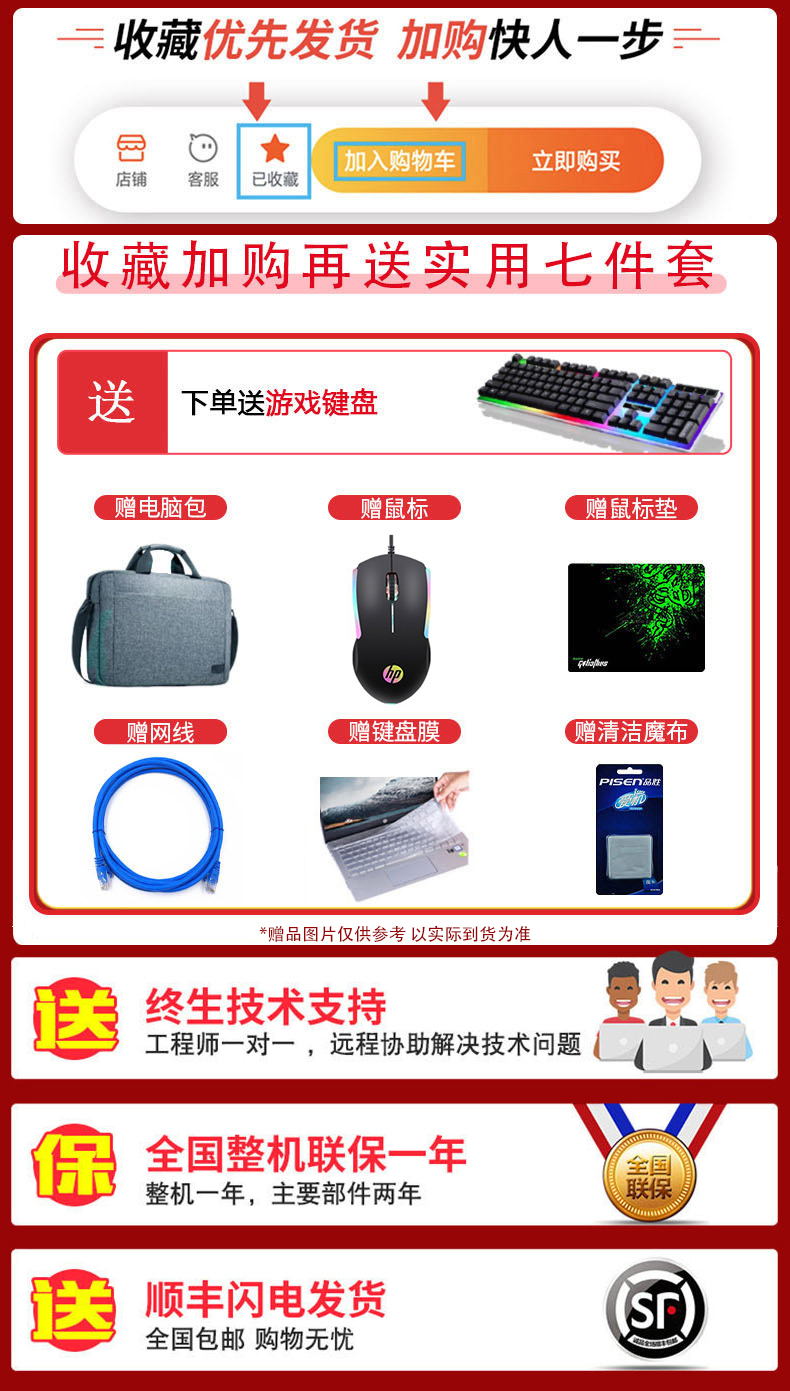 收藏优先发货 加购快人一步
店铺
客服
已收藏
加入购物车
立即购买
收藏加购再送实用七件套
送
下单送游戏键盘
赠电脑包
赠鼠标
赠鼠标垫
hp
Goliathus
赠网线
赠键盘膜
赠清洁魔布
PISEN品胜
爱机
*赠品图片仅供参考 以实际到货为准
送
终生技术支持
工程师一对一 ，远程协助解决技术问题
保
全国整机联保一年
整机一年，主要部件两年
全国
联保
送
顺丰闪电发货
全国包邮 购物无忧
SF